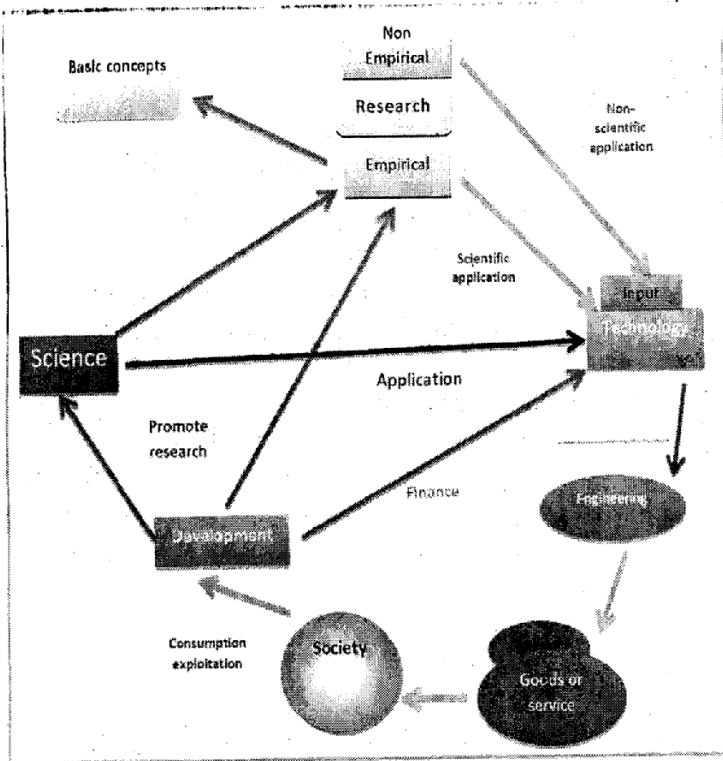 Non
Empirical
Basic concepts
Research
Non-
scientific
application
Empirical
Scientific
application
Input
Technology
Science
Application
Promote
research
Finance
Engineering
Development
Society
Consumption
exploitation
Goods or
service